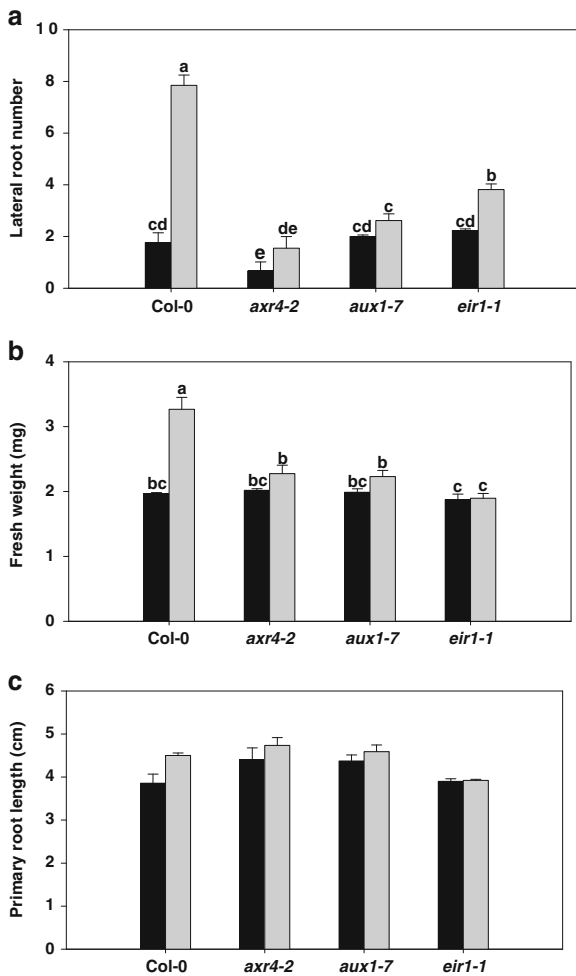 a
Lateral root number
10
8
6
4
2
0
cd
a
e
de
cd
c
cd
b
Col-0 axr4-2 aux1-7 eir1-1
b
Fresh weight (mg)
4
3
2
1
0
bc
a
bc
b
bc
b
c
c
Col-0 axr4-2 aux1-7 eir1-1
c
Primary root length (cm)
6
5
4
3
2
1
0
Col-0 axr4-2 aux1-7 eir1-1